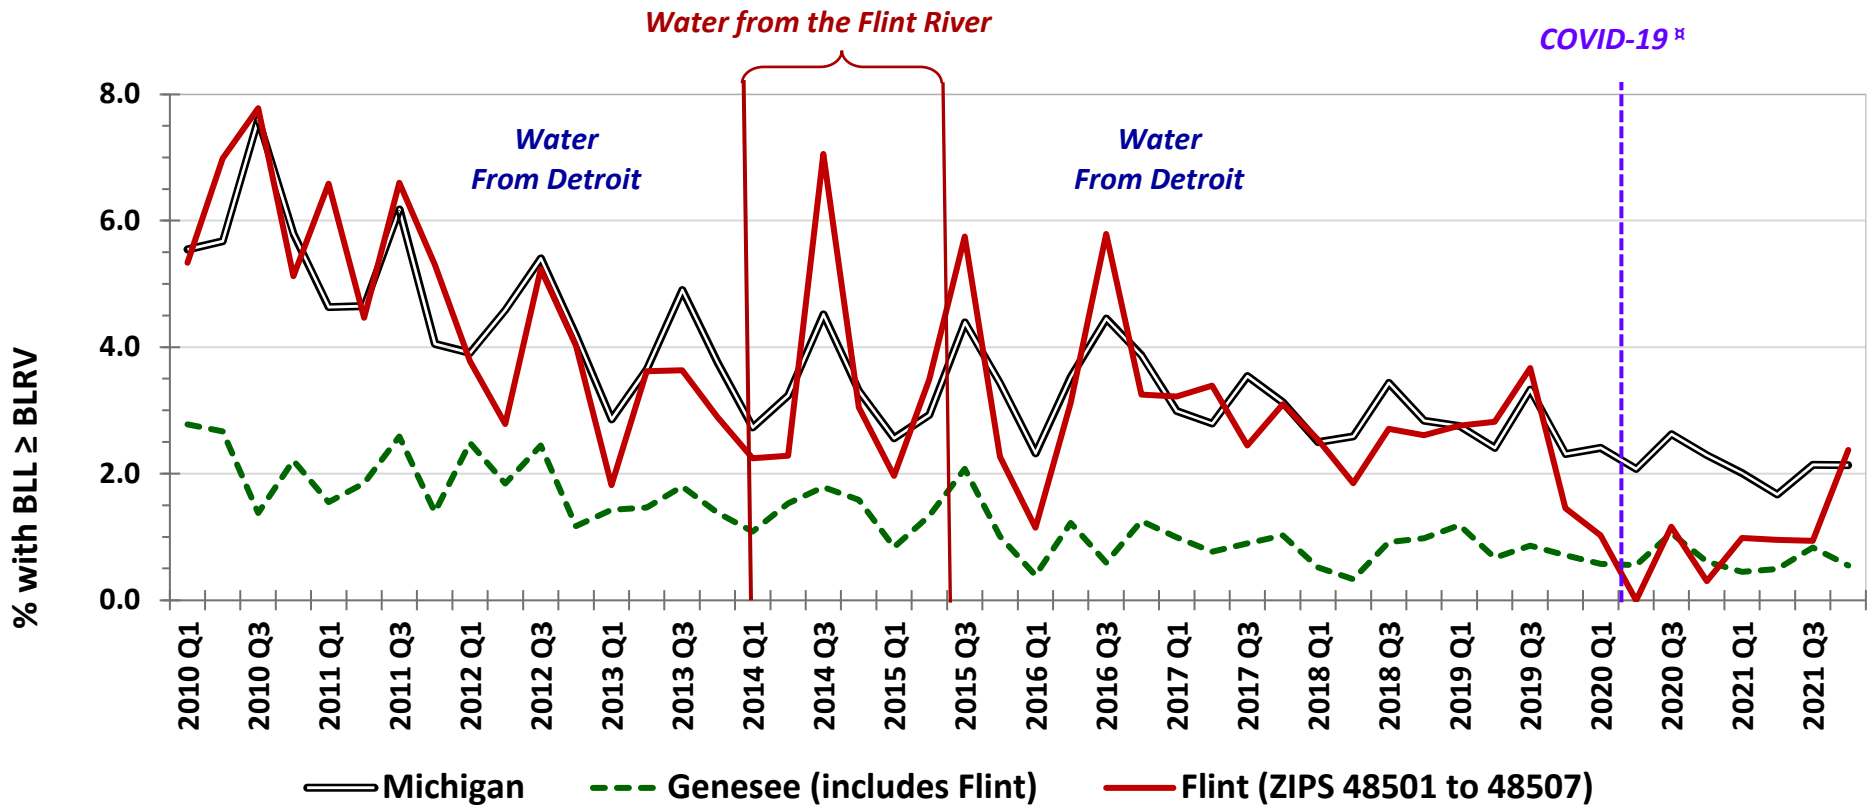 Water from the Flint River
COVID-19 ¤
Water
From Detroit
Water
From Detroit
% with BLL ≥ BLRV
8.0
6.0
4.0
2.0
0.0
2010 Q1
2010 Q3
2011 Q1
2011 Q3
2012 Q1
2012 Q3
2013 Q1
2013 Q3
2014 Q1
2014 Q3
2015 Q1
2015 Q3
2016 Q1
2016 Q3
2017 Q1
2017 Q3
2018 Q1
2018 Q3
2019 Q1
2019 Q3
2020 Q1
2020 Q3
2021 Q1
2021 Q3
Michigan
Genesee (includes Flint)
Flint (ZIPS 48501 to 48507)